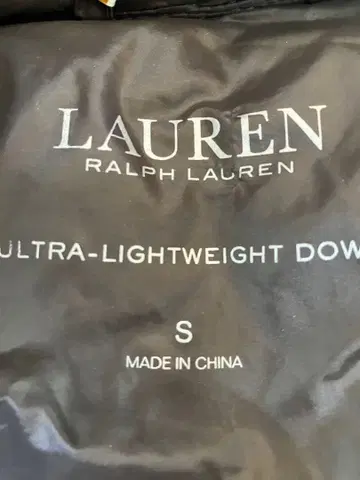 LAUREN
RALPH LAUREN
ULTRA-LIGHTWEIGHT DOW
S
MADE IN CHINA